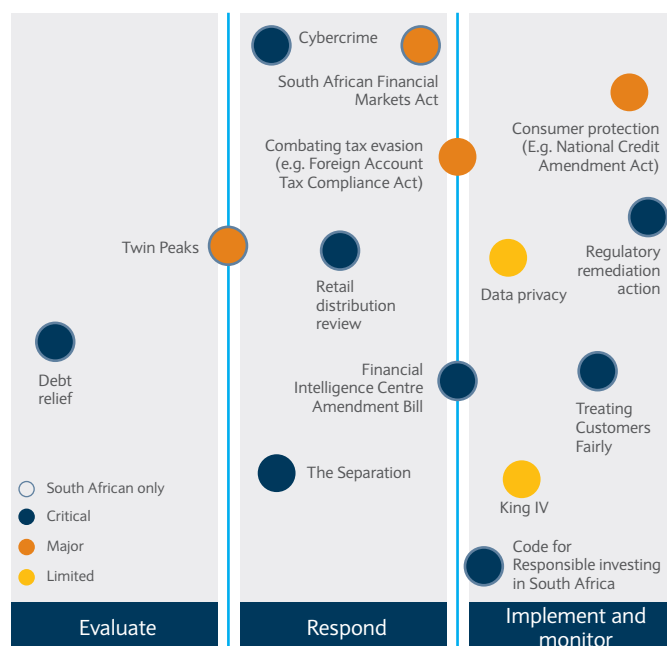 Cybercrime
South African Financial
Markets Act
Consumer protection
(E.g. National Credit
Amendment Act)
Combating tax evasion
(e.g. Foreign Account
Tax Compliance Act)
Twin Peaks
Regulatory
remediation
action
Retail
distribution
review
Data privacy
Debt
relief
Financial
Intelligence Centre
Amendment Bill
Treating
Customers
Fairly
The Separation
King IV
South African only
Critical
Major
Limited
Code for
Responsible investing
in South Africa
Evaluate
Respond
Implement and
monitor